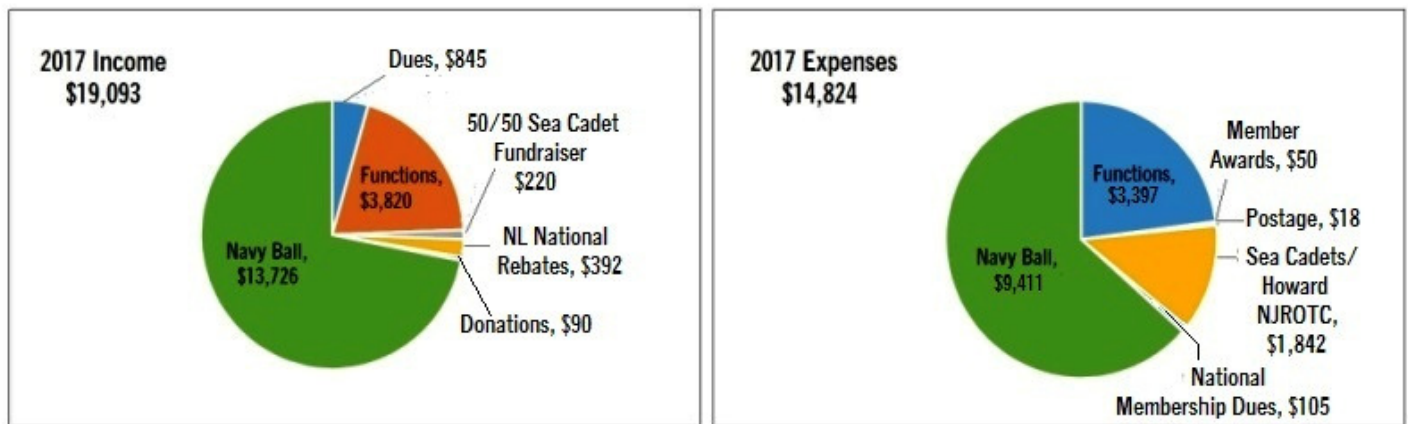 2017 Income
$19,093
Dues, $845
50/50 Sea Cadet
Fundraiser
$220
Functions,
$3,820
NL National
Rebates, $392
Navy Ball,
$13,726
Donations, $90
2017 Expenses
$14,824
Member
Awards, $50
Functions,
$3,397
Postage, $18
Sea Cadets/
Howard
NJROTC,
$1,842
Navy Ball,
$9,411
National
Membership Dues, $105